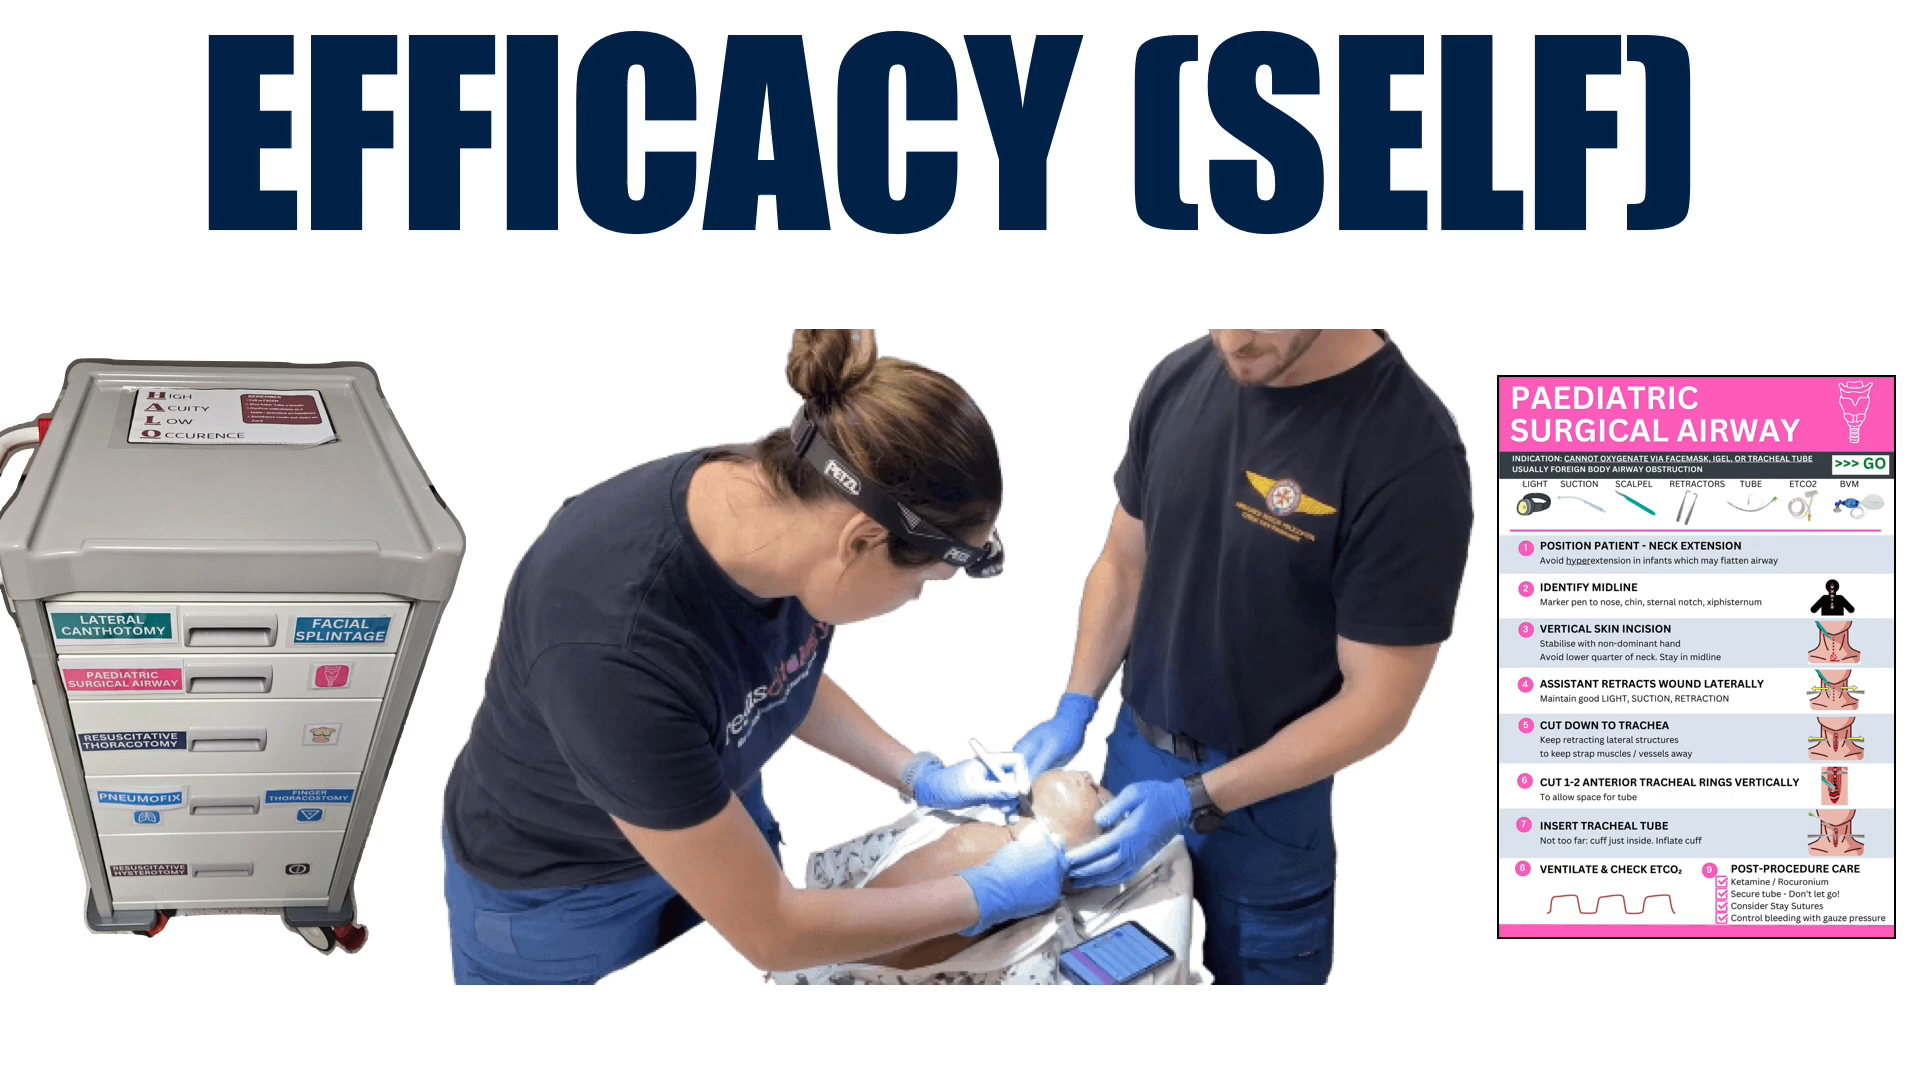 EFFICACY (SELF)
HIGH
ACUITY
LOW
OCCURENCE
REMEMBER
LATERAL
CANTHOTOMY
FACIAL
SPLINTAGE
PAEDIATRIC
SURGICAL AIRWAY
RESUSCITATIVE
THORACOTOMY
PNEUMOFIX
FINGER
THORACOSTOMY
RESUSCITATIVE
HYSTEROTOMY
PETZL
PETZL
PAEDIATRIC
SURGICAL AIRWAY
INDICATION: CANNOT OXYGENATE VIA FACEMASK, IGEL, OR TRACHEAL TUBE
USUALLY FOREIGN BODY AIRWAY OBSTRUCTION
>>> GO
LIGHT SUCTION SCALPEL RETRACTORS TUBE ETCO2 BVM
1 POSITION PATIENT - NECK EXTENSION
Avoid hyperextension in infants which may flatten airway
2 IDENTIFY MIDLINE
Marker pen to nose, chin, sternal notch, xiphisternum
3 VERTICAL SKIN INCISION
Stabilise with non-dominant hand
Avoid lower quarter of neck. Stay in midline
4 ASSISTANT RETRACTS WOUND LATERALLY
Maintain good LIGHT, SUCTION, RETRACTION
5 CUT DOWN TO TRACHEA
Keep retracting lateral structures
to keep strap muscles / vessels away
6 CUT 1-2 ANTERIOR TRACHEAL RINGS VERTICALLY
To allow space for tube
7 INSERT TRACHEAL TUBE
Not too far: cuff just inside. Inflate cuff
8 VENTILATE & CHECK ETCO₂
9 POST-PROCEDURE CARE
Ketamine / Rocuronium
Secure tube - Don't let go!
Consider Stay Sutures
Control bleeding with gauze pressure